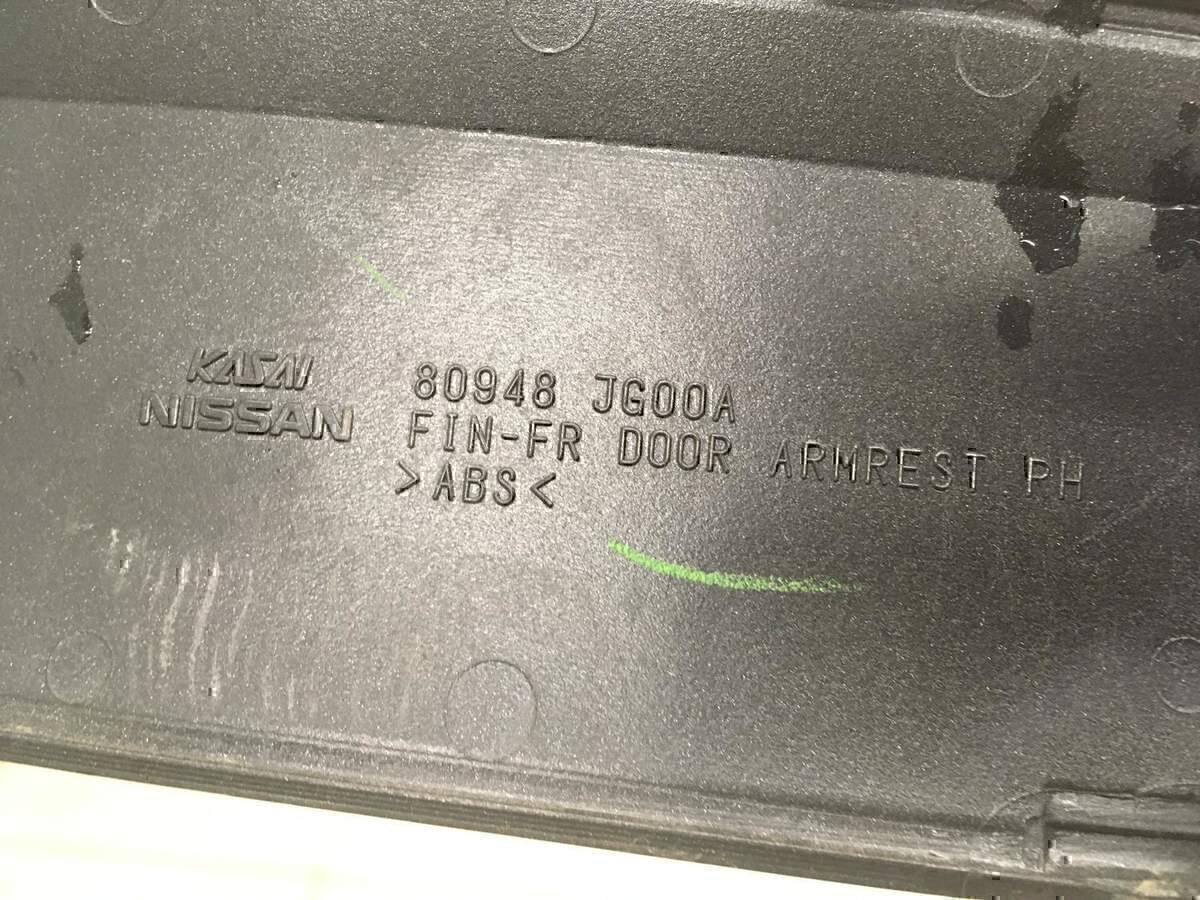 KASAI
NISSAN
80948 JG00A
FIN-FR DOOR ARMREST PH
>ABS<